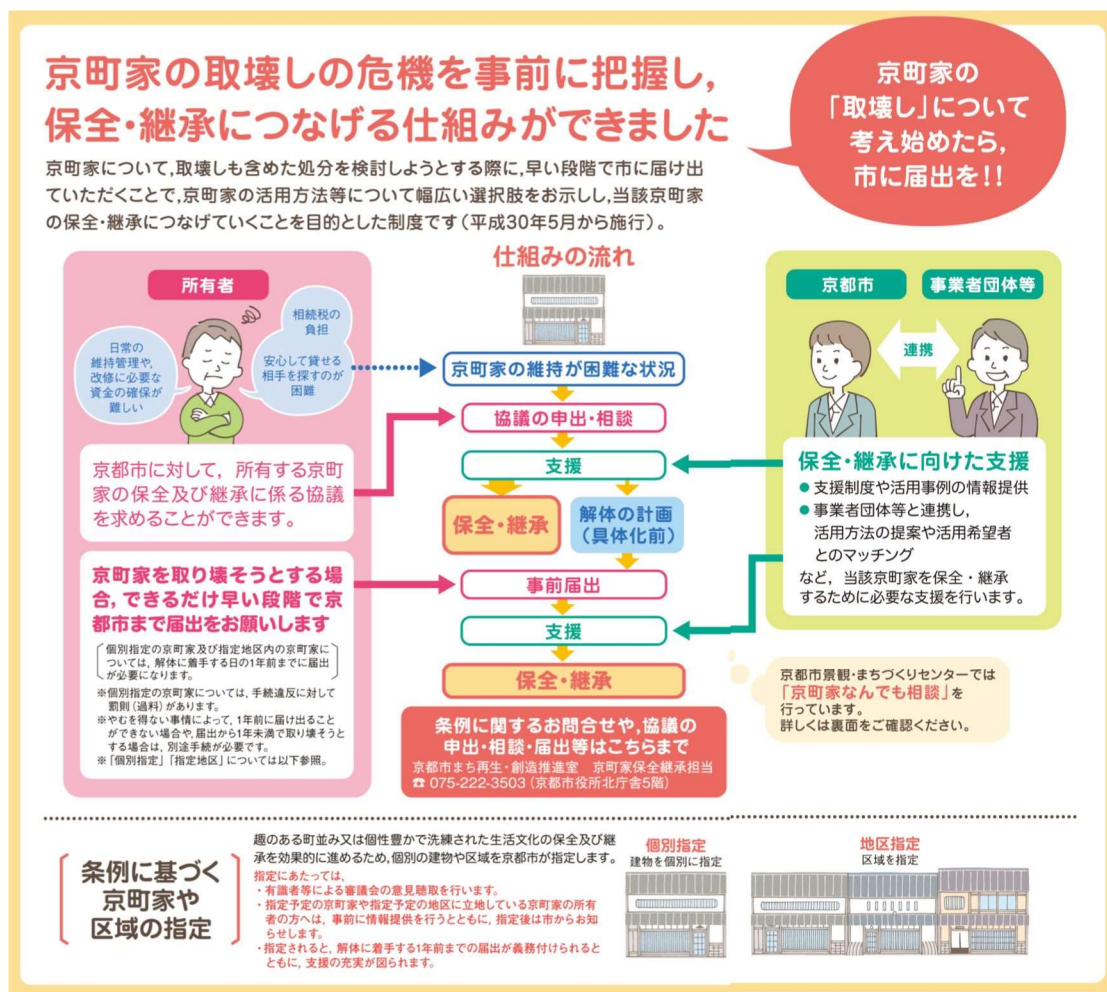 京町家の取壊しの危機を事前に把握し,
保全・継承につなげる仕組みができました
京町家の
「取壊し」について
考え始めたら,
市に届出を!!
京町家について,取壊しも含めた処分を検討しようとする際に,早い段階で市に届け出
ていただくことで,京町家の活用方法等について幅広い選択肢をお示しし,当該京町家
の保全・継承につなげていくことを目的とした制度です(平成30年5月から施行)。
仕組みの流れ
所有者
相続税の
負担
安心して貸せる
相手を探すのが
困難
日常の
維持管理や,
改修に必要な
資金の確保が
難しい
京都市に対して,所有する京町
家の保全及び継承に係る協議
を求めることができます。
京町家を取り壊そうとする場
合,できるだけ早い段階で京
都市まで届出をお願いします
個別指定の京町家及び指定地区内の京町家に
ついては,解体に着手する日の1年前までに届出
が必要になります。
※個別指定の京町家については,手続違反に対して
罰則(過料)があります。
※やむを得ない事情によって,1年前に届け出ること
ができない場合や,届出から1年未満で取り壊そうと
する場合は,別途手続が必要です。
※「個別指定」「指定地区」については以下参照。
京町家の維持が困難な状況
協議の申出・相談
支援
保全・継承
解体の計画
(具体化前)
事前届出
支援
保全・継承
条例に関するお問合せや,協議の
申出・相談・届出等はこちらまで
京都市まち再生・創造推進室 京町家保全継承担当
☎ 075-222-3503(京都市役所北庁舎5階)
京都市
事業者団体等
連携
保全・継承に向けた支援
● 支援制度や活用事例の情報提供
● 事業者団体等と連携し,
活用方法の提案や活用希望者
とのマッチング
など,当該京町家を保全・継承
するために必要な支援を行います。
京都市景観・まちづくりセンターでは
「京町家なんでも相談」を
行っています。
詳しくは裏面をご確認ください。
条例に基づく
京町家や
区域の指定
趣のある町並み又は個性豊かで洗練された生活文化の保全及び継
承を効果的に進めるため,個別の建物や区域を京都市が指定します。
指定にあたっては,
・有識者等による審議会の意見聴取を行います。
・指定予定の京町家や指定予定の地区に立地している京町家の所有
者の方へは,事前に情報提供を行うとともに,指定後は市からお知
らせします。
・指定されると,解体に着手する1年前までの届出が義務付けられると
ともに,支援の充実が図られます。
個別指定
建物を個別に指定
地区指定
区域を指定